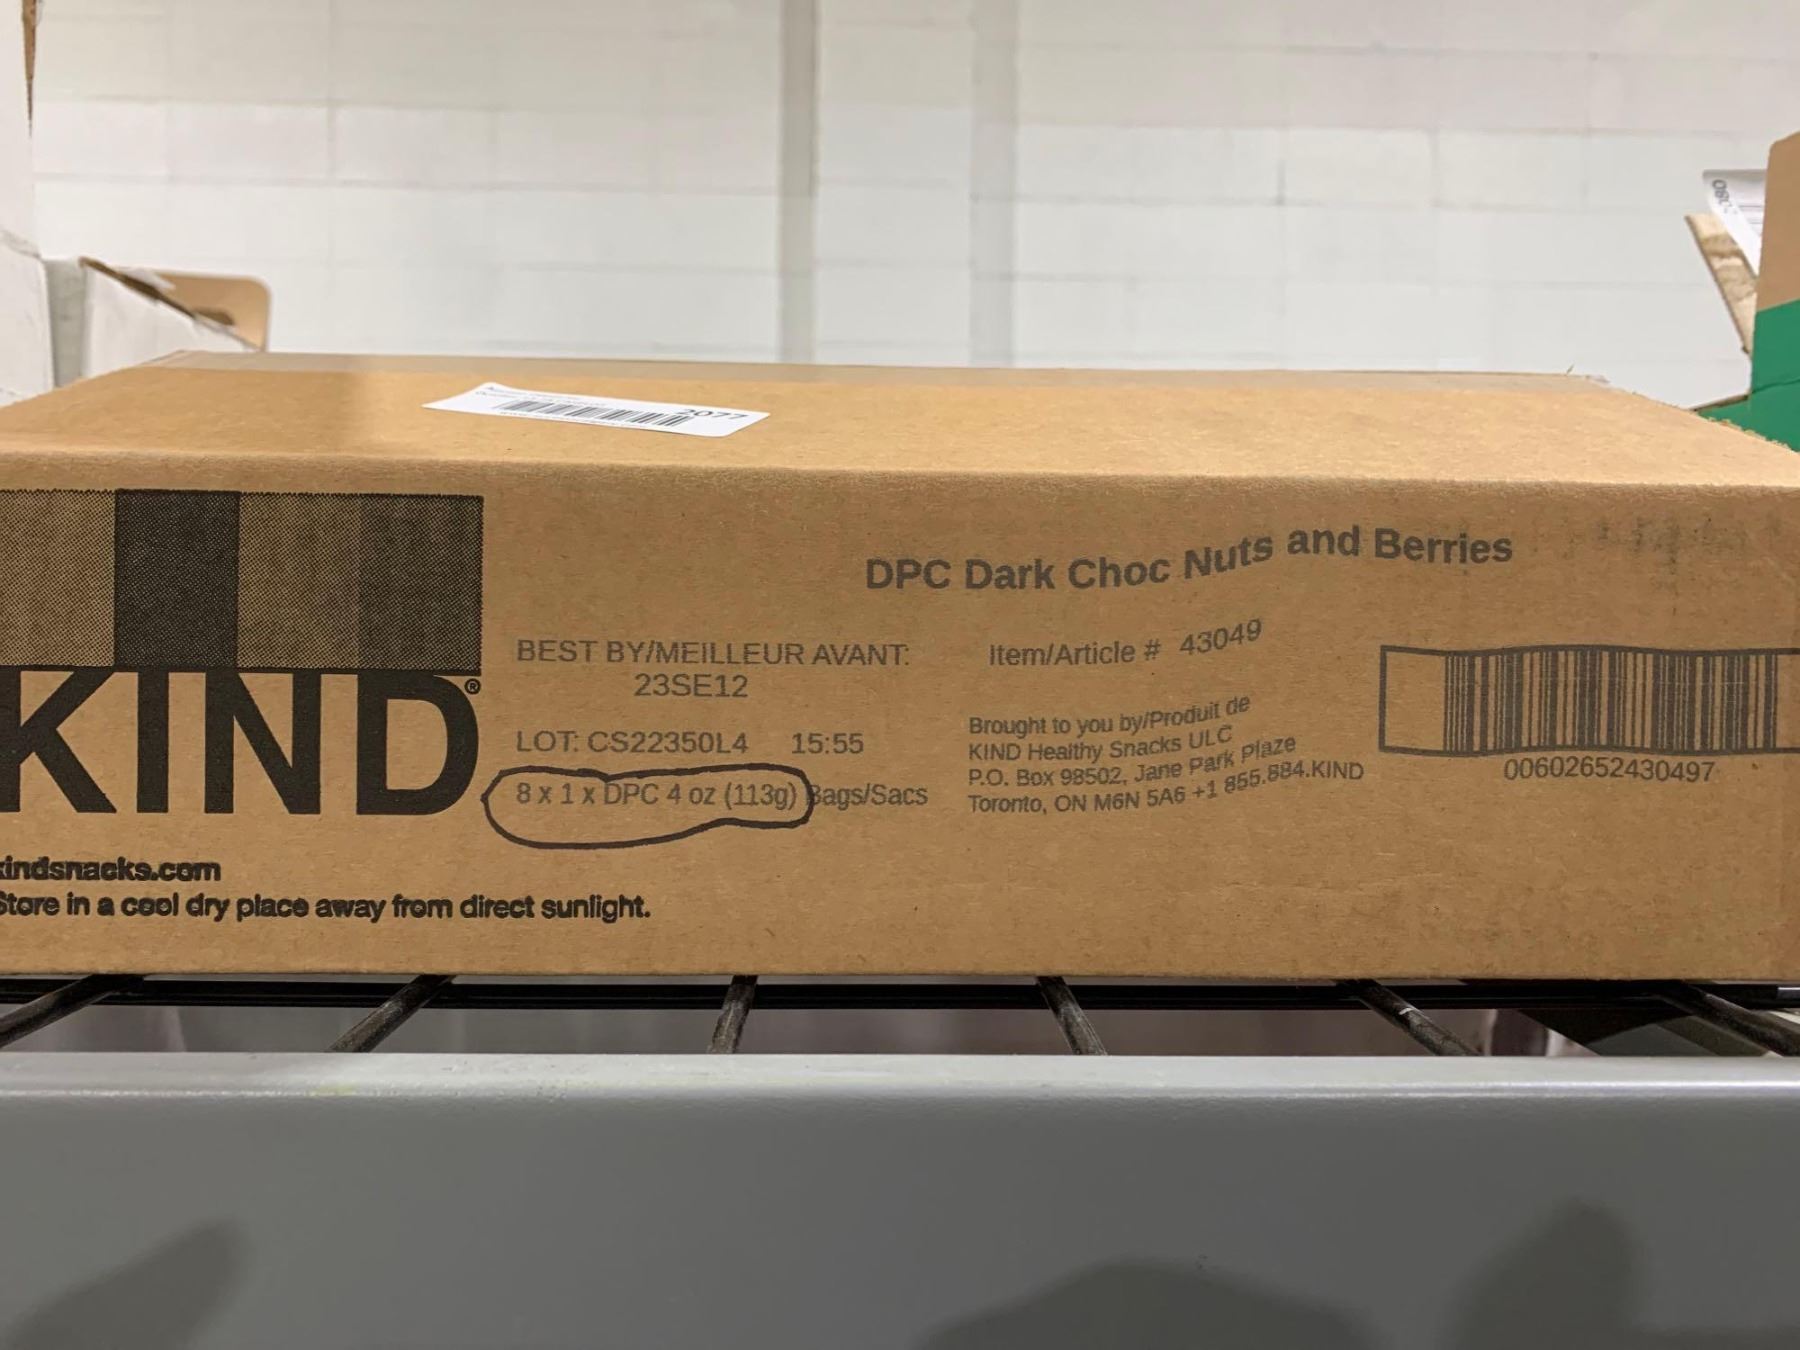 2077
DPC Dark Choc Nuts and Berries
BEST BY/MEILLEUR AVANT:
23SE12
LOT: CS22350L4 15:55
8 x 1 x DPC 4 oz (113g) Bags/Sacs
Item/Article # 43049
Brought to you by/Produit de
KIND Healthy Snacks ULC
P.O. Box 98502, Jane Park Plaze
Toronto, ON M6N 5A6 +1 855.884.KIND
00602652430497
KIND®
kindsnacks.com
Store in a cool dry place away from direct sunlight.